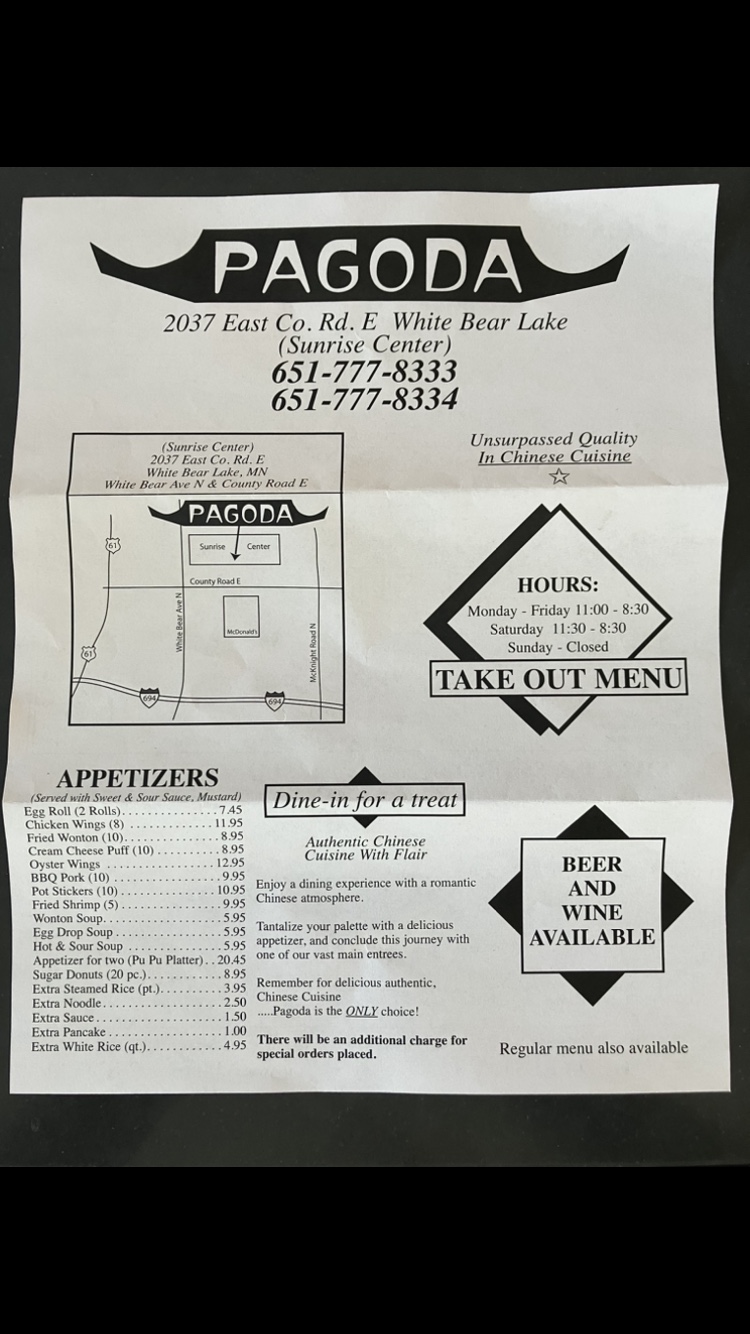 PAGODA
2037 East Co. Rd. E White Bear Lake
(Sunrise Center)
651-777-8333
651-777-8334
(Sunrise Center)
2037 East Co. Rd. E
White Bear Lake, MN
White Bear Ave N & County Road E
PAGODA
61
Sunrise Center
County Road E
White Bear Ave N
McDonald's
McKnight Road N
61
694
694
Unsurpassed Quality
In Chinese Cuisine
HOURS:
Monday - Friday 11:00 - 8:30
Saturday 11:30 - 8:30
Sunday - Closed
TAKE OUT MENU
APPETIZERS
(Served with Sweet & Sour Sauce, Mustard)
Egg Roll (2 Rolls). . . . . . . . . . . . . . . 7.45
Chicken Wings (8) . . . . . . . . . . . . . 11.95
Fried Wonton (10). . . . . . . . . . . . . . . 8.95
Cream Cheese Puff (10) . . . . . . . . . . 8.95
Oyster Wings . . . . . . . . . . . . . . . . . 12.95
BBQ Pork (10) . . . . . . . . . . . . . . . . . 9.95
Pot Stickers (10) . . . . . . . . . . . . . . . 10.95
Fried Shrimp (5) . . . . . . . . . . . . . . . . 9.95
Wonton Soup. . . . . . . . . . . . . . . . . . 5.95
Egg Drop Soup . . . . . . . . . . . . . . . . 5.95
Hot & Sour Soup . . . . . . . . . . . . . . 5.95
Appetizer for two (Pu Pu Platter). . 20.45
Sugar Donuts (20 pc.) . . . . . . . . . . . 8.95
Extra Steamed Rice (pt.). . . . . . . . . . 3.95
Extra Noodle. . . . . . . . . . . . . . . . . . . 2.50
Extra Sauce . . . . . . . . . . . . . . . . . . . . 1.50
Extra Pancake . . . . . . . . . . . . . . . . . . 1.00
Extra White Rice (qt.). . . . . . . . . . . . 4.95
Dine-in for a treat
Authentic Chinese
Cuisine With Flair
Enjoy a dining experience with a romantic
Chinese atmosphere.
Tantalize your palette with a delicious
appetizer, and conclude this journey with
one of our vast main entrees.
Remember for delicious authentic,
Chinese Cuisine
.....Pagoda is the ONLY choice!
There will be an additional charge for
special orders placed.
BEER
AND
WINE
AVAILABLE
Regular menu also available